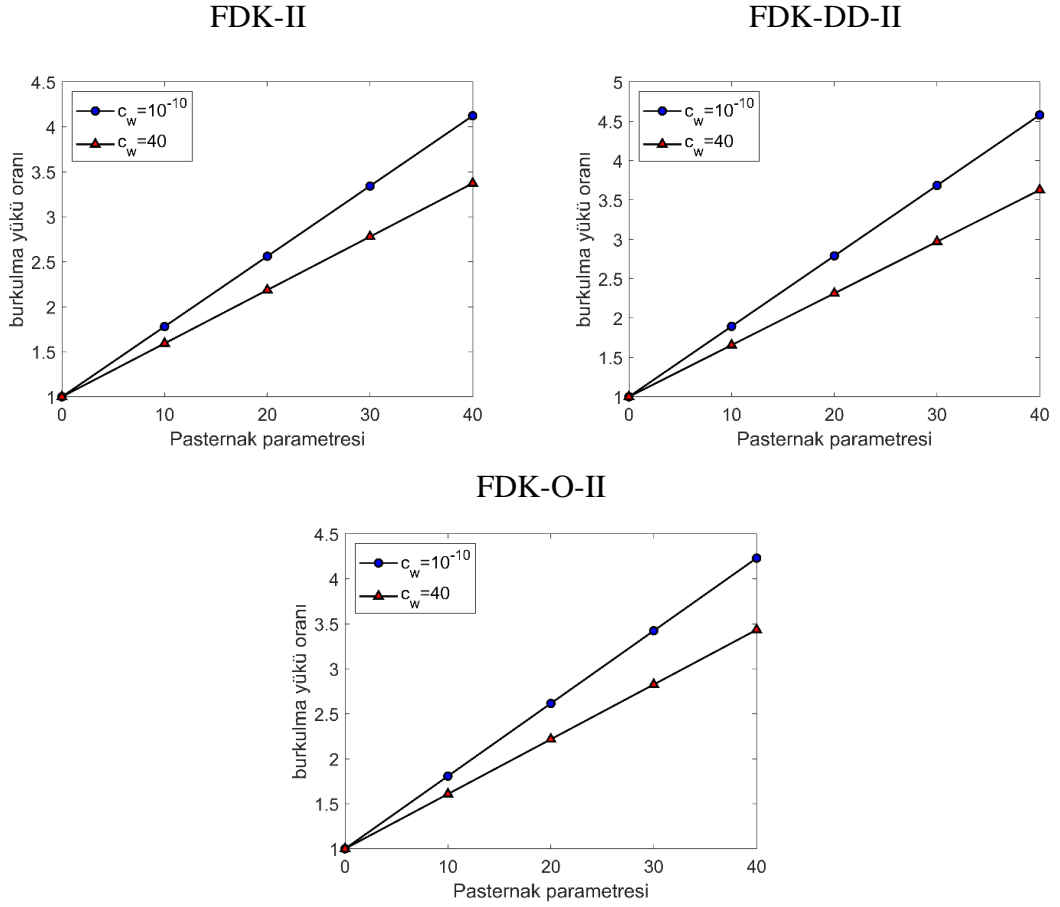 FDK-II
4.5
4
3.5
3
2.5
2
1.5
1
0 10 20 30 40
burkulma yükü oranı
Pasternak parametresi
c_w=10^-10
c_w=40
FDK-DD-II
5
4.5
4
3.5
3
2.5
2
1.5
1
0 10 20 30 40
burkulma yükü oranı
Pasternak parametresi
c_w=10^-10
c_w=40
FDK-O-II
4.5
4
3.5
3
2.5
2
1.5
1
0 10 20 30 40
burkulma yükü oranı
Pasternak parametresi
c_w=10^-10
c_w=40